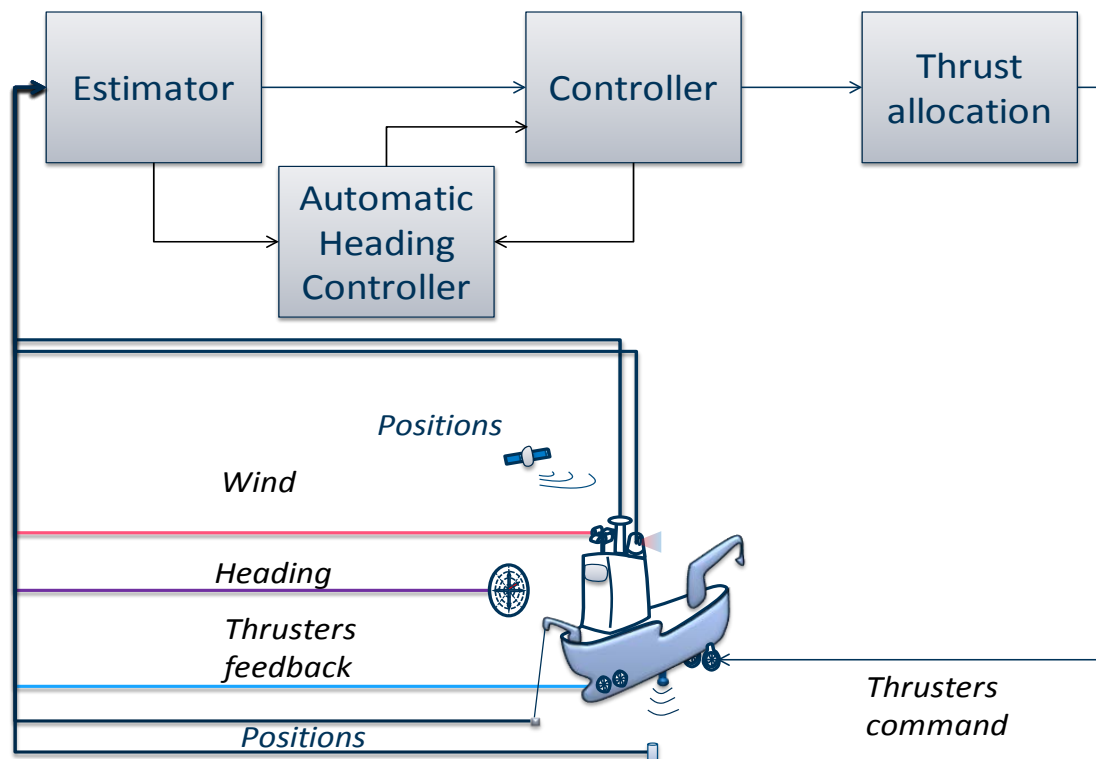 Estimator
Controller
Thrust
allocation
Automatic
Heading
Controller
Positions
Wind
Heading
Thrusters
feedback
Thrusters
command
Positions